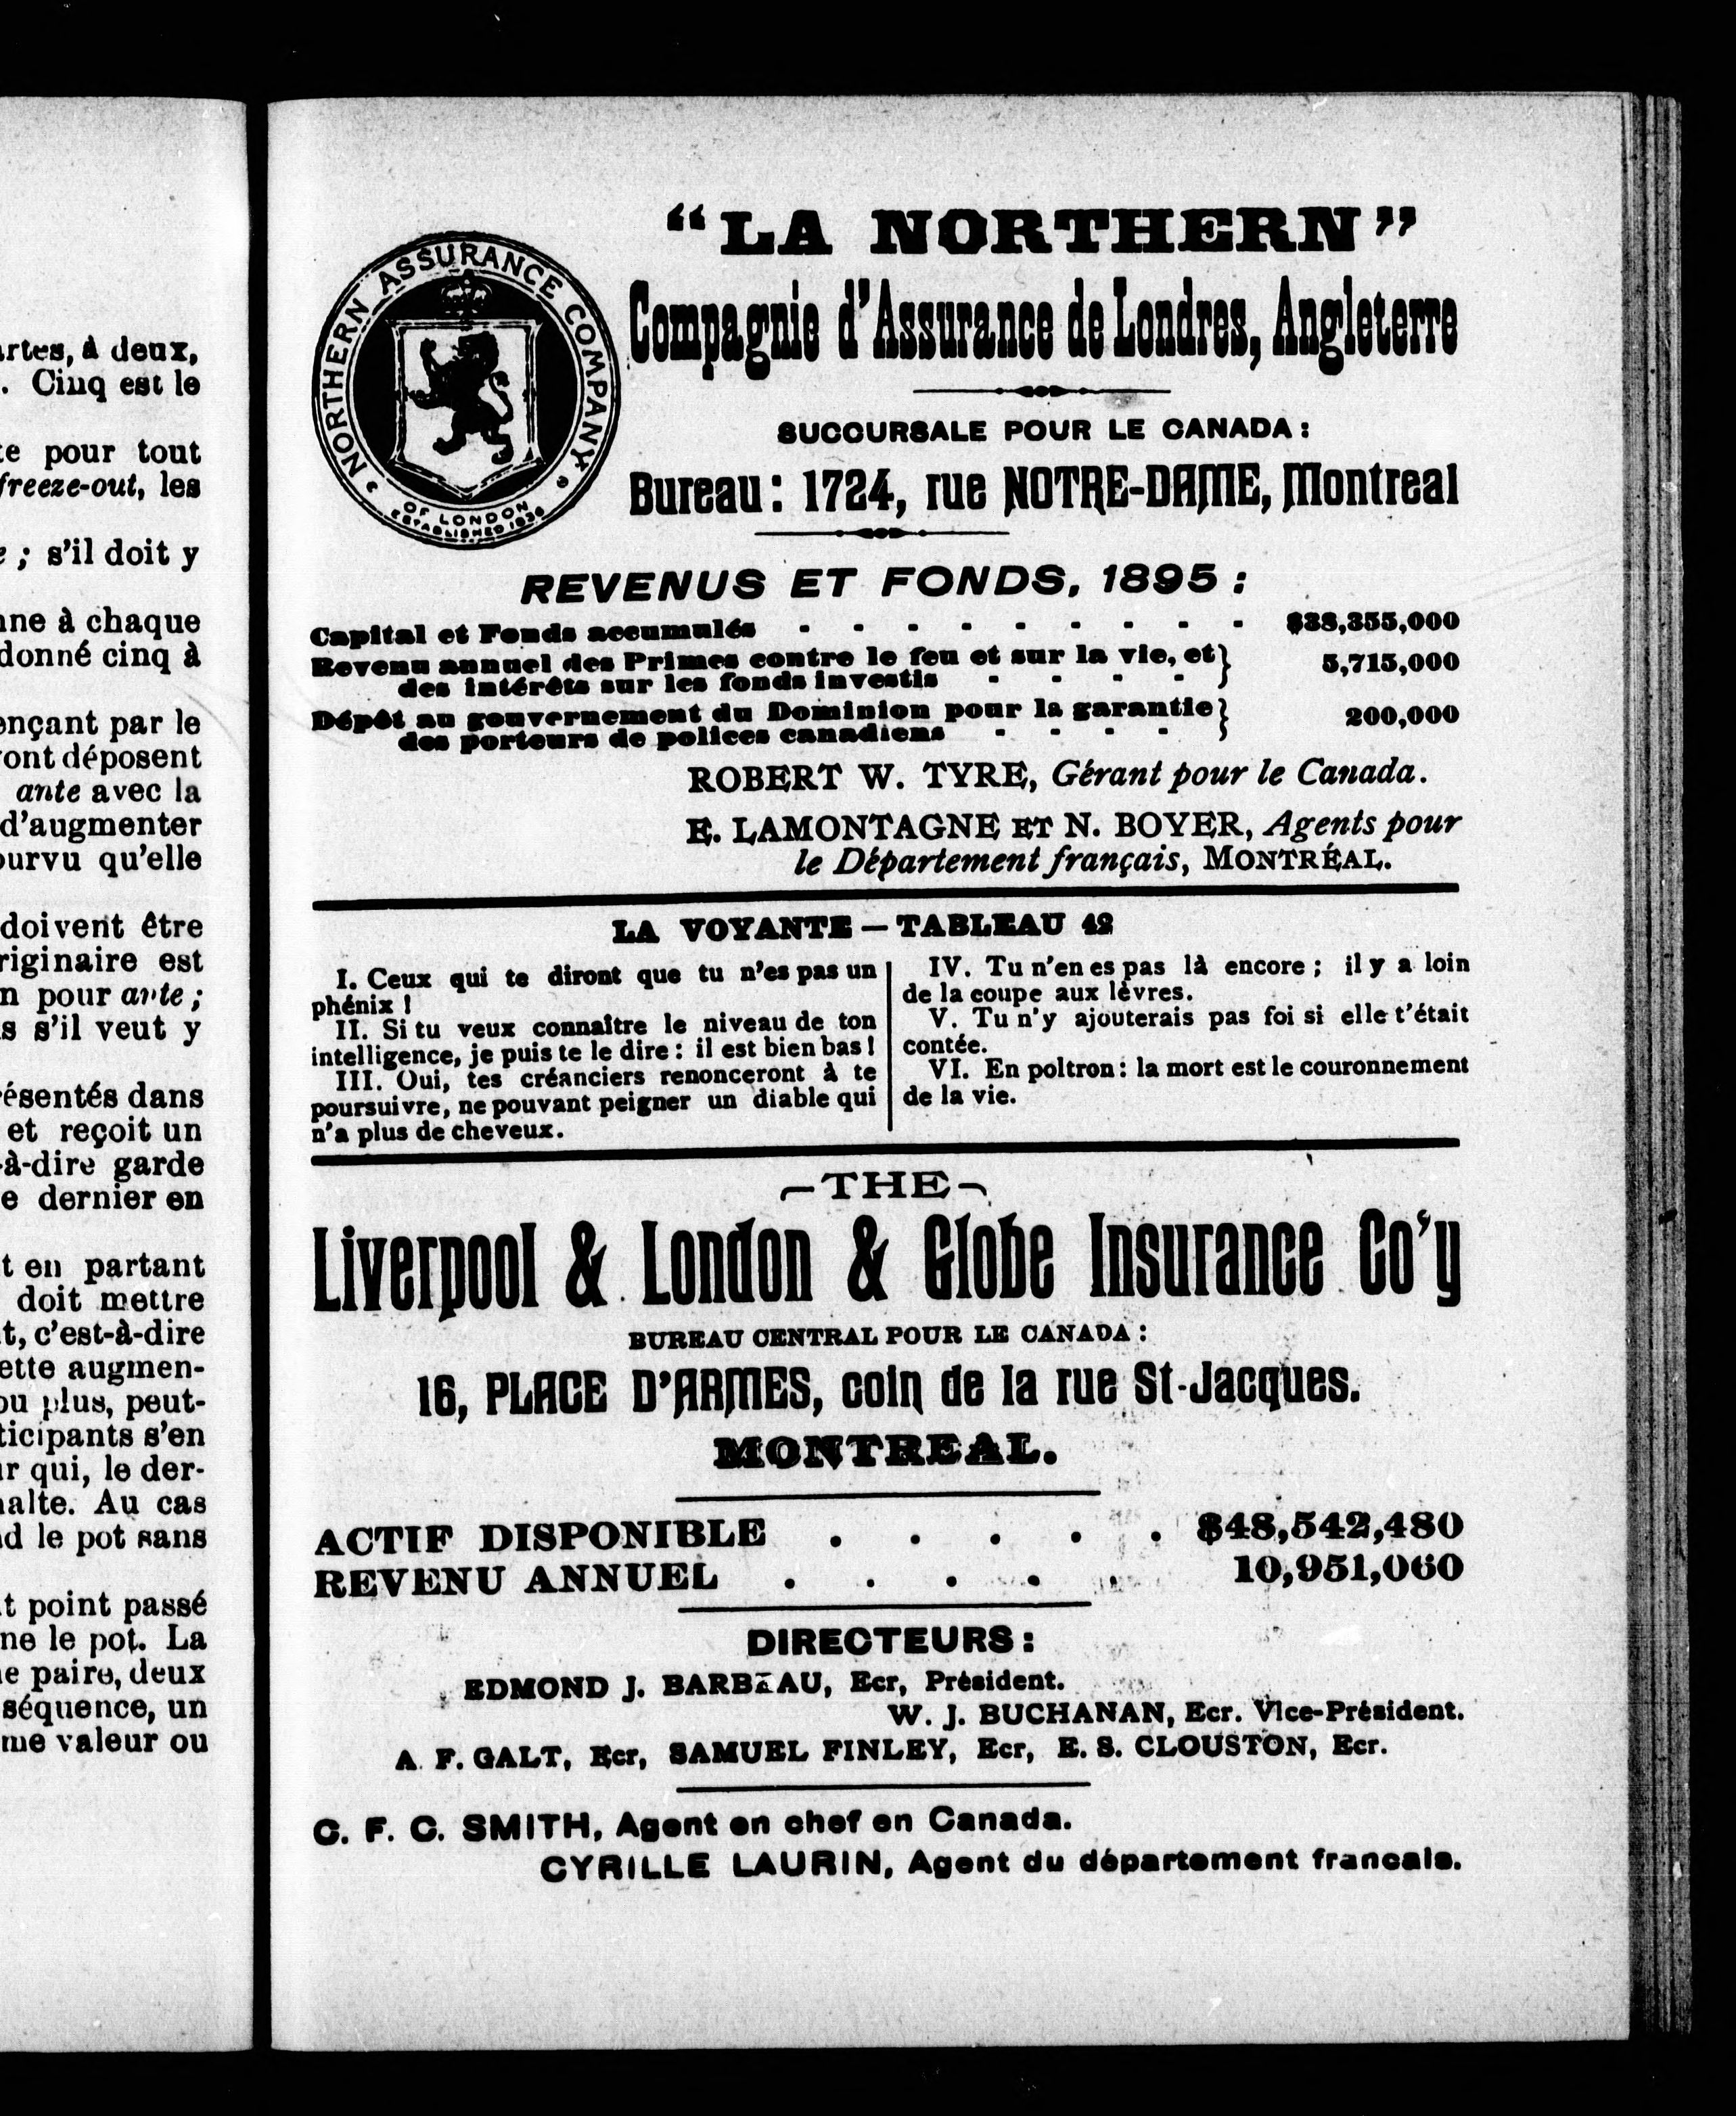 artes, à deux,
. Cinq est le
te pour tout
freeze-out, les
e ; s'il doit y
nne à chaque
donné cinq à
ençant par le
ront déposent
ante avec la
d'augmenter
ourvu qu'elle
doivent être
riginaire est
n pour ante ;
s s'il veut y
résentés dans
et reçoit un
-à-dire garde
e dernier en
t en partant
doit mettre
t, c'est-à-dire
ette augmen-
ou plus, peut-
ticipants s'en
ur qui, le der-
halte. Au cas
nd le pot sans
it point passé
ne le pot. La
ne paire, deux
séquence, un
me valeur ou
"LA NORTHERN"
Compagnie d'Assurance de Londres, Angleterre
NORTHERN ASSURANCE COMPANY
OF LONDON
ESTABLISHED 1836
SUCCURSALE POUR LE CANADA :
Bureau : 1724, rue NOTRE-DAME, Montreal
REVENUS ET FONDS, 1895 :
Capital et Fonds accumulés - - - - - - - - - $38,355,000
Revenu annuel des Primes contre le feu et sur la vie, et } 5,715,000
des intérêts sur les fonds investis - - - -
Dépôt au gouvernement du Dominion pour la garantie } 200,000
des porteurs de polices canadiens - - - -
ROBERT W. TYRE, Gérant pour le Canada.
E. LAMONTAGNE ET N. BOYER, Agents pour
le Département français, MONTRÉAL.
LA VOYANTE — TABLEAU 42
I. Ceux qui te diront que tu n'es pas un
phénix !
II. Si tu veux connaître le niveau de ton
intelligence, je puis te le dire : il est bien bas !
III. Oui, tes créanciers renonceront à te
poursuivre, ne pouvant peigner un diable qui
n'a plus de cheveux.
IV. Tu n'en es pas là encore ; il y a loin
de la coupe aux lèvres.
V. Tu n'y ajouterais pas foi si elle t'était
contée.
VI. En poltron : la mort est le couronnement
de la vie.
THE
Liverpool & London & Globe Insurance Co'y
BUREAU CENTRAL POUR LE CANADA :
16, PLACE D'ARMES, coin de la rue St-Jacques.
MONTREAL.
ACTIF DISPONIBLE . . . . . $48,542,480
REVENU ANNUEL . . . . . 10,951,060
DIRECTEURS :
EDMOND J. BARBEAU, Ecr, Président.
W. J. BUCHANAN, Ecr. Vice-Président.
A. F. GALT, Ecr, SAMUEL FINLEY, Ecr, E. S. CLOUSTON, Ecr.
C. F. C. SMITH, Agent en chef en Canada.
CYRILLE LAURIN, Agent du département francais.